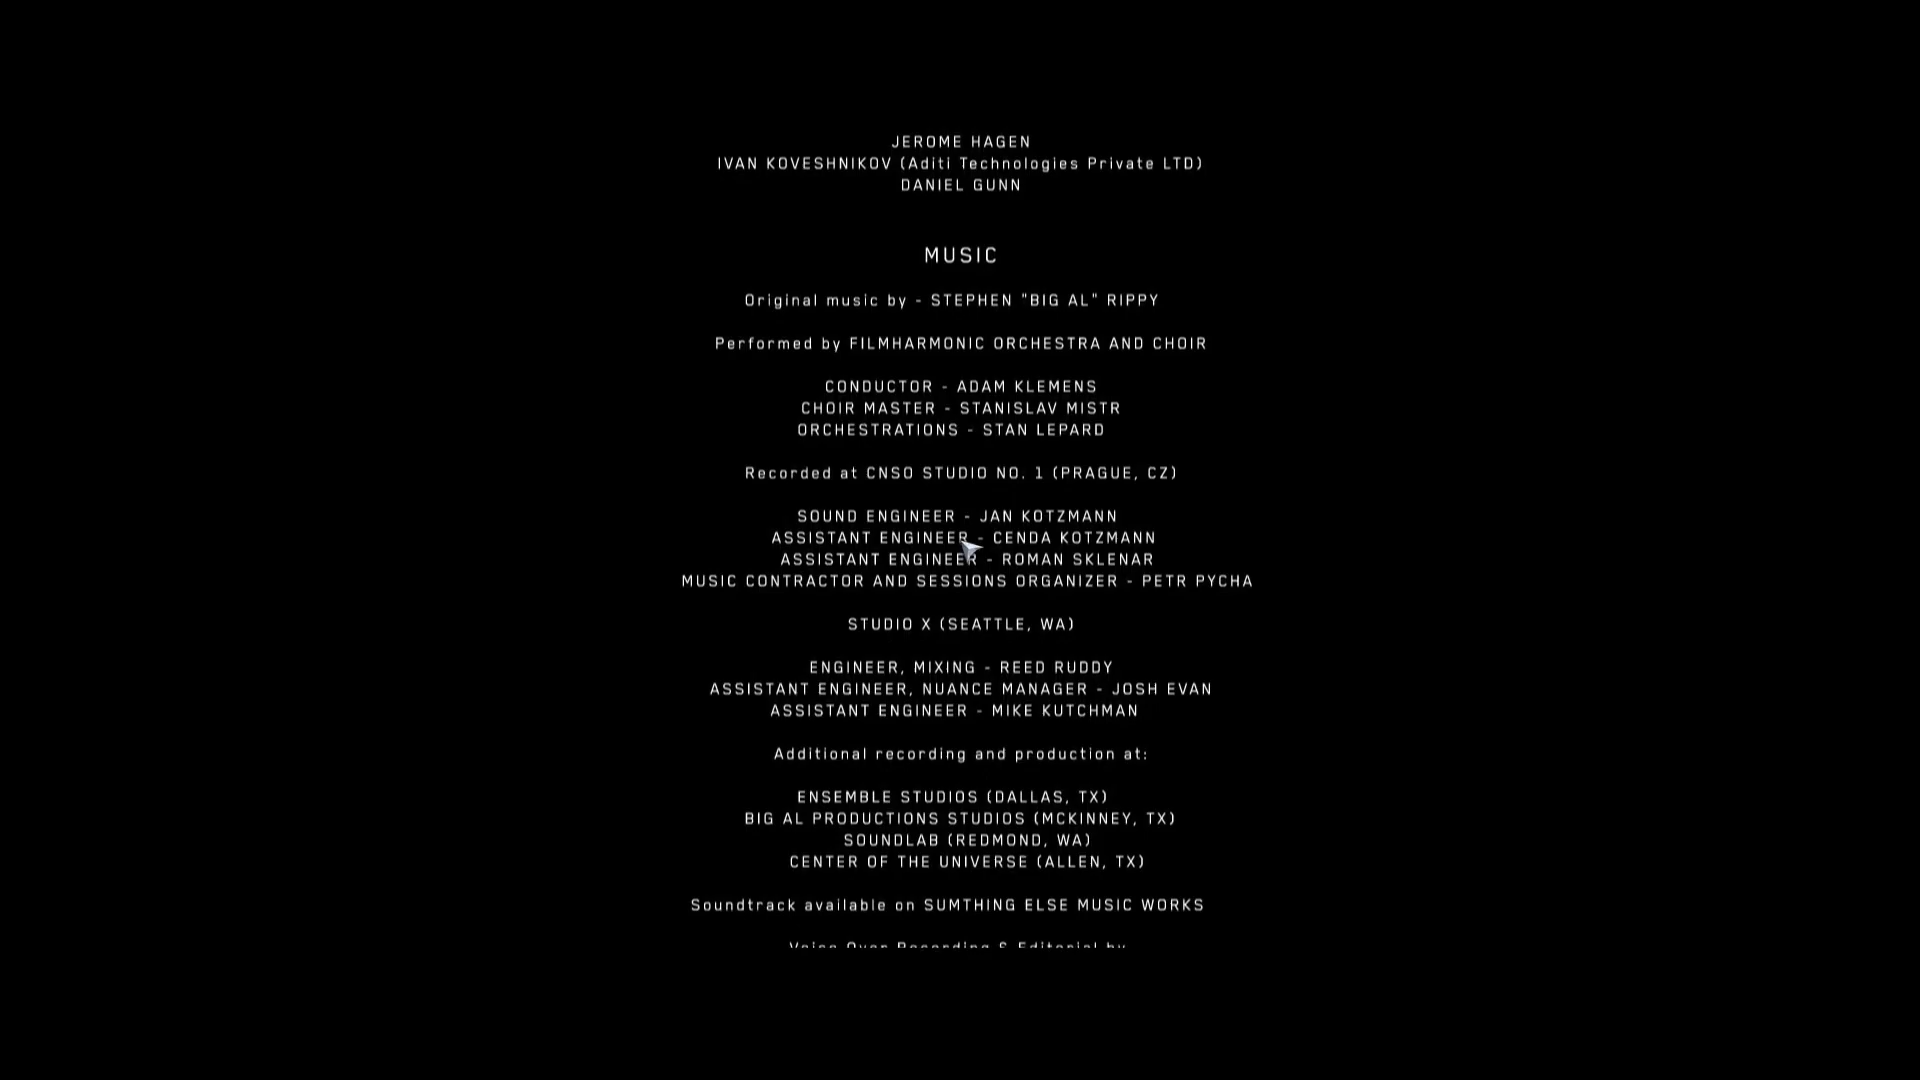 JEROME HAGEN
IVAN KOVESHNIKOV (Aditi Technologies Private LTD)
DANIEL GUNN
MUSIC
Original music by - STEPHEN "BIG AL" RIPPY
Performed by FILMHARMONIC ORCHESTRA AND CHOIR
CONDUCTOR - ADAM KLEMENS
CHOIR MASTER - STANISLAV MISTR
ORCHESTRATIONS - STAN LEPARD
Recorded at CNSO STUDIO NO. 1 (PRAGUE, CZ)
SOUND ENGINEER - JAN KOTZMANN
ASSISTANT ENGINEER - CENDA KOTZMANN
ASSISTANT ENGINEER - ROMAN SKLENAR
MUSIC CONTRACTOR AND SESSIONS ORGANIZER - PETR PYCHA
STUDIO X (SEATTLE, WA)
ENGINEER, MIXING - REED RUDDY
ASSISTANT ENGINEER, NUANCE MANAGER - JOSH EVAN
ASSISTANT ENGINEER - MIKE KUTCHMAN
Additional recording and production at:
ENSEMBLE STUDIOS (DALLAS, TX)
BIG AL PRODUCTIONS STUDIOS (MCKINNEY, TX)
SOUNDLAB (REDMOND, WA)
CENTER OF THE UNIVERSE (ALLEN, TX)
Soundtrack available on SUMTHING ELSE MUSIC WORKS
Voice Over Recording & Editorial by